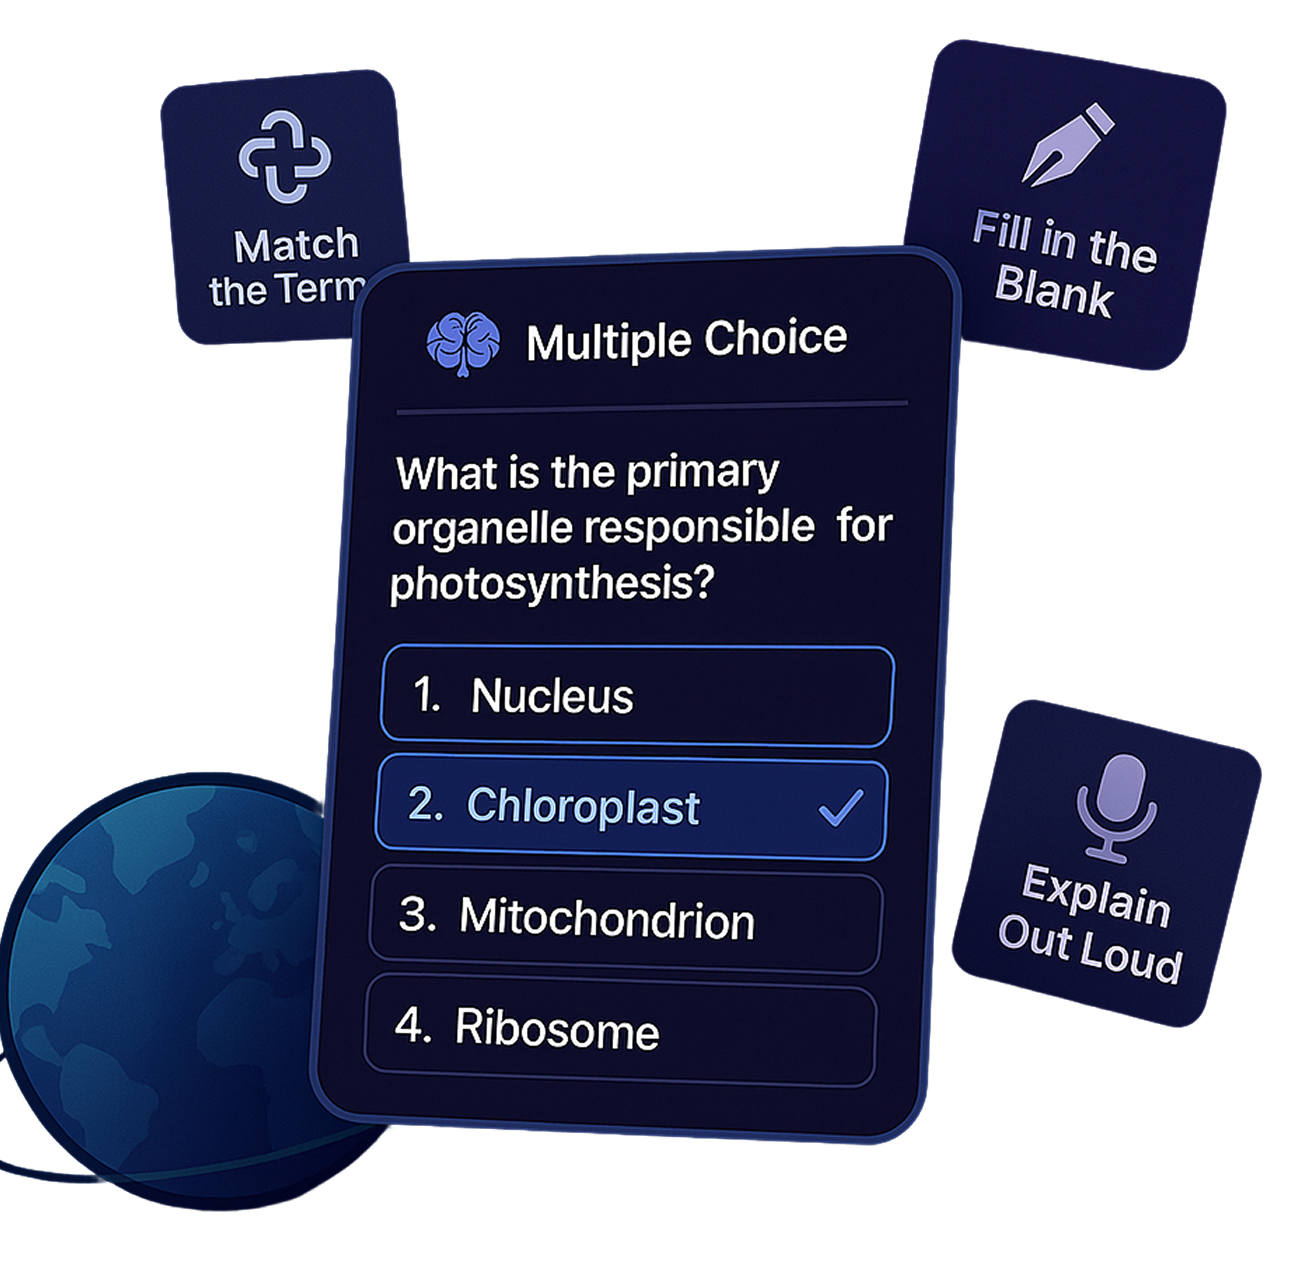 Match
the Term
Fill in the
Blank
Multiple Choice
What is the primary
organelle responsible for
photosynthesis?
1. Nucleus
2. Chloroplast
3. Mitochondrion
4. Ribosome
Explain
Out Loud